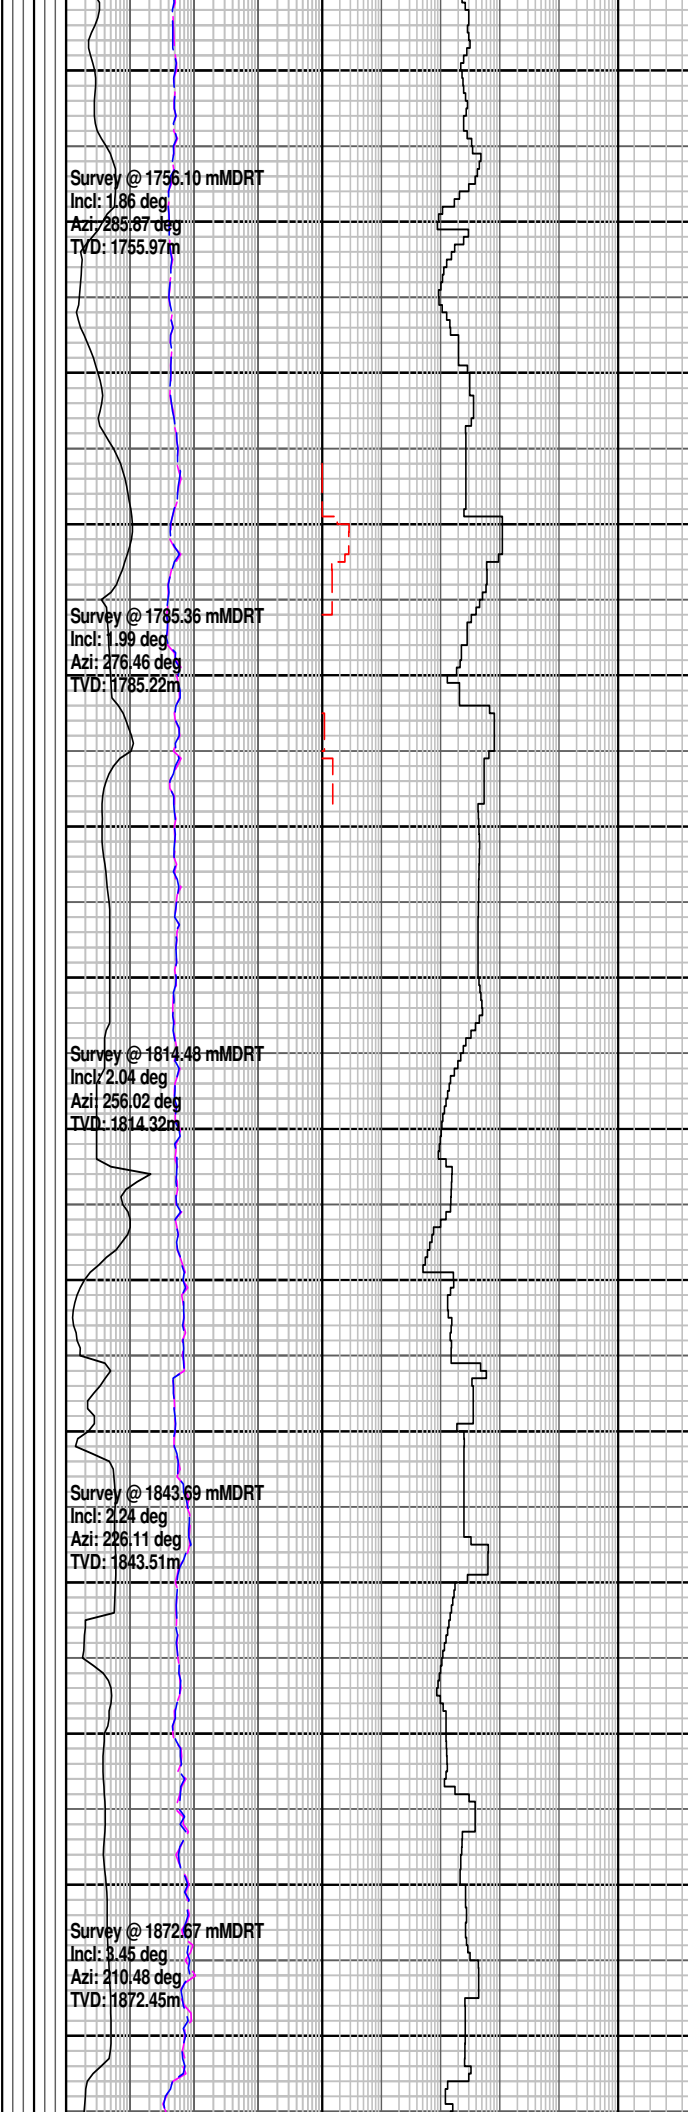 Survey @ 1756.10 mMDRT
Incl: 1.86 deg
Azi: 285.87 deg
TVD: 1755.97m
Survey @ 1785.36 mMDRT
Incl: 1.99 deg
Azi: 276.46 deg
TVD: 1785.22m
Survey @ 1814.48 mMDRT
Incl: 2.04 deg
Azi: 256.02 deg
TVD: 1814.32m
Survey @ 1843.69 mMDRT
Incl: 2.24 deg
Azi: 226.11 deg
TVD: 1843.51m
Survey @ 1872.67 mMDRT
Incl: 3.45 deg
Azi: 210.48 deg
TVD: 1872.45m